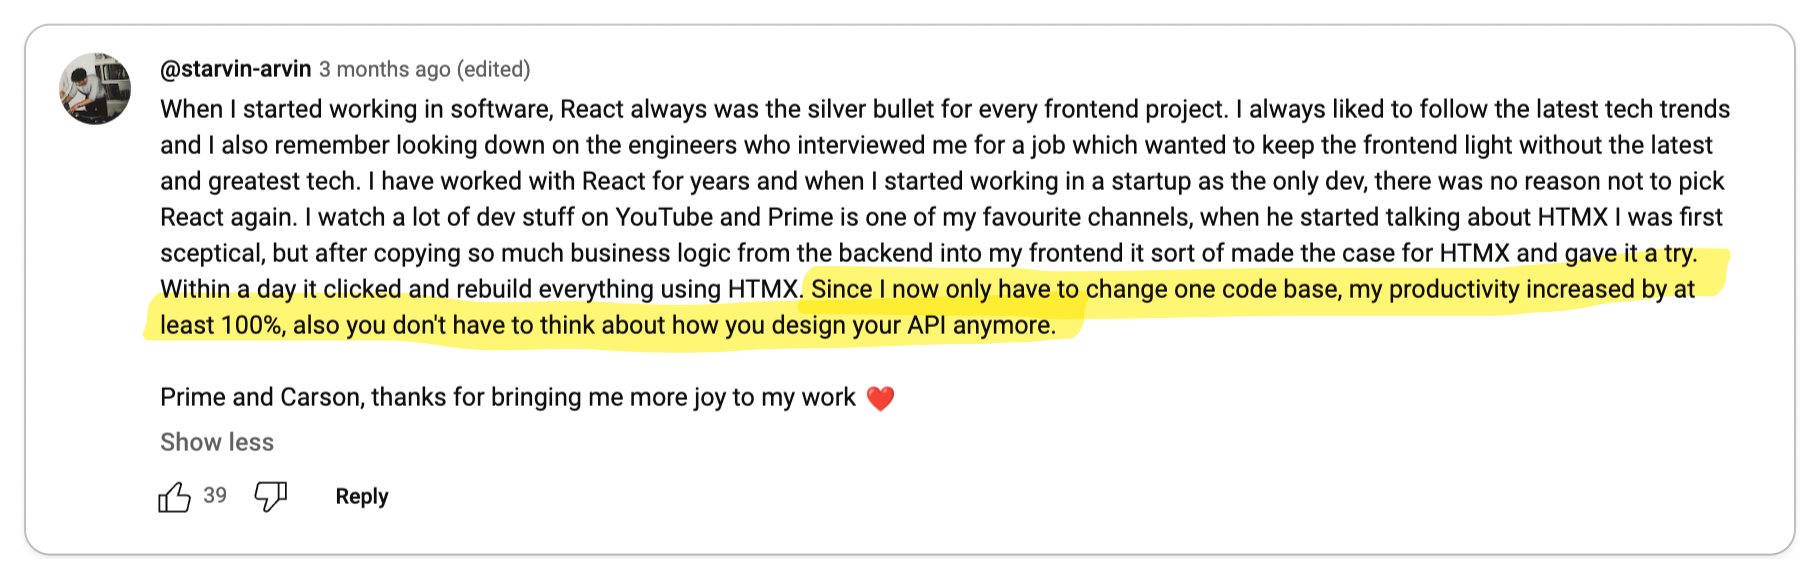 @starvin-arvin 3 months ago (edited)
When I started working in software, React always was the silver bullet for every frontend project. I always liked to follow the latest tech trends
and I also remember looking down on the engineers who interviewed me for a job which wanted to keep the frontend light without the latest
and greatest tech. I have worked with React for years and when I started working in a startup as the only dev, there was no reason not to pick
React again. I watch a lot of dev stuff on YouTube and Prime is one of my favourite channels, when he started talking about HTMX I was first
sceptical, but after copying so much business logic from the backend into my frontend it sort of made the case for HTMX and gave it a try.
Within a day it clicked and rebuild everything using HTMX. Since I now only have to change one code base, my productivity increased by at
least 100%, also you don't have to think about how you design your API anymore.
Prime and Carson, thanks for bringing me more joy to my work ❤️
Show less
39 Reply